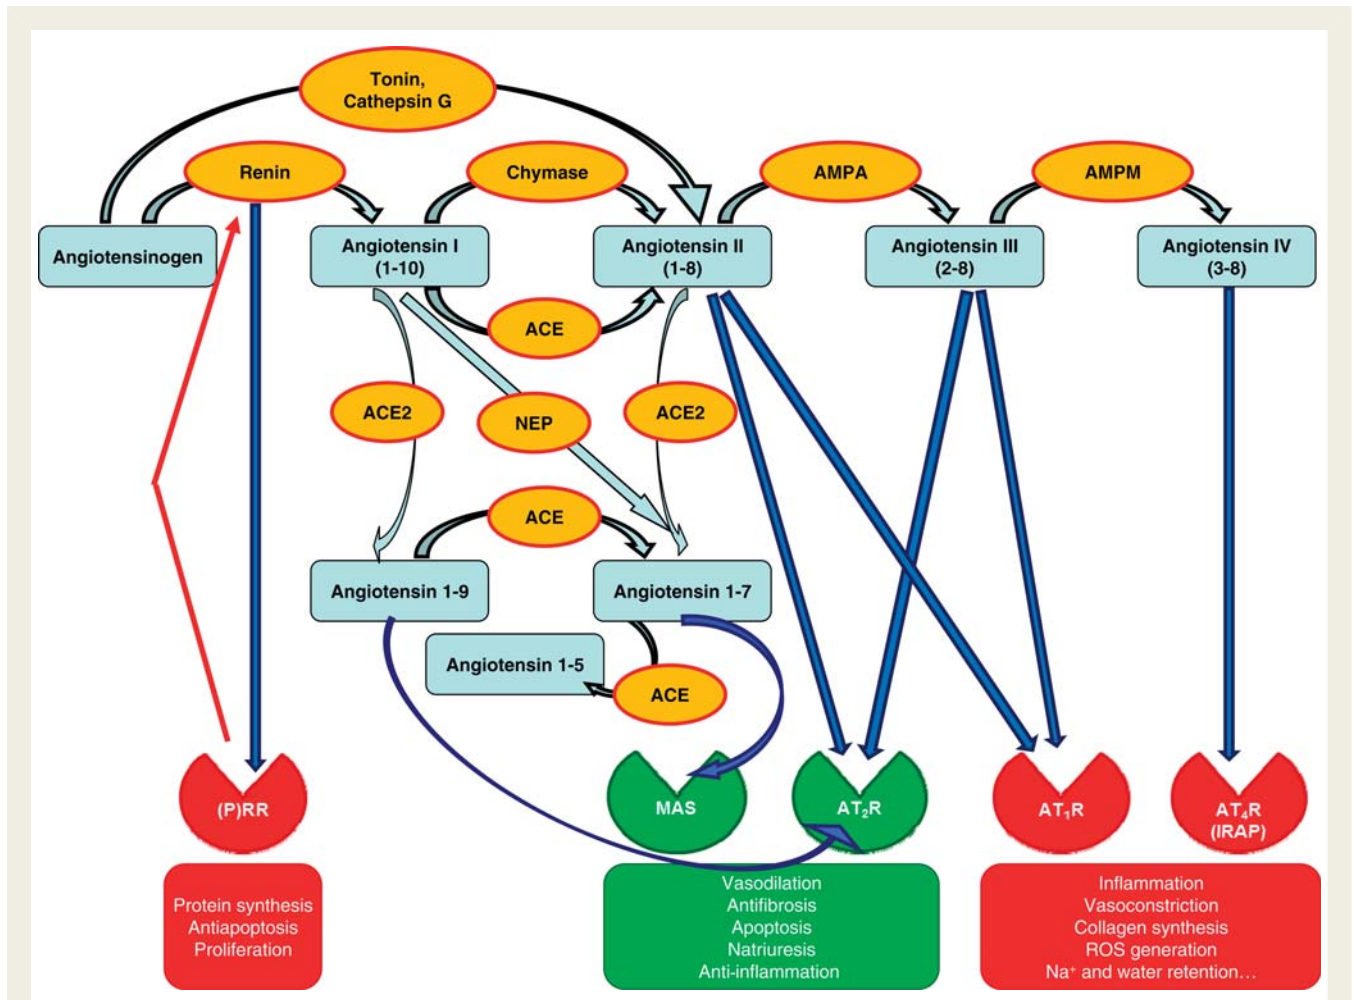 Tonin,
Cathepsin G
Renin
Chymase
AMPA
AMPM
Angiotensinogen
Angiotensin I
(1-10)
Angiotensin II
(1-8)
Angiotensin III
(2-8)
Angiotensin IV
(3-8)
ACE
ACE2
NEP
ACE2
ACE
Angiotensin 1-9
Angiotensin 1-7
Angiotensin 1-5
ACE
(P)RR
MAS
AT₂R
AT₁R
AT₄R
(IRAP)
Protein synthesis
Antiapoptosis
Proliferation
Vasodilation
Antifibrosis
Apoptosis
Natriuresis
Anti-inflammation
Inflammation
Vasoconstriction
Collagen synthesis
ROS generation
Na⁺ and water retention…